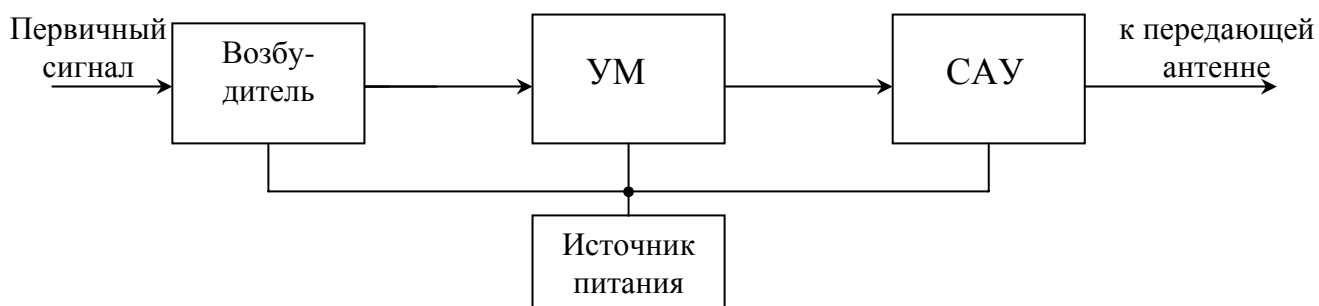 Первичный
сигнал
Возбу-
дитель
УМ
САУ
к передающей
антенне
Источник
питания